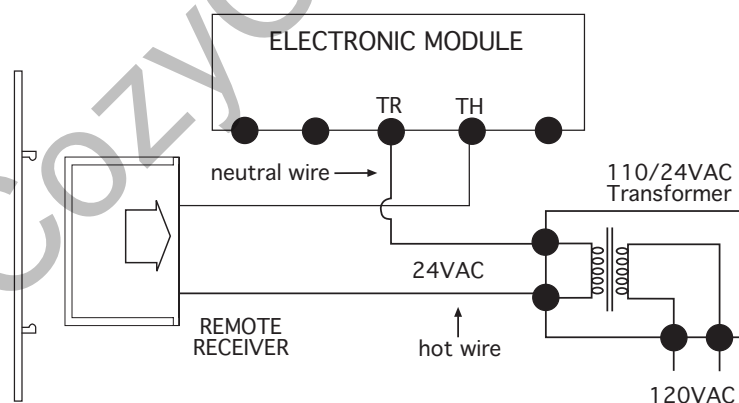 ELECTRONIC MODULE
TR TH
neutral wire
110/24VAC
Transformer
24VAC
REMOTE
RECEIVER
hot wire
120VAC